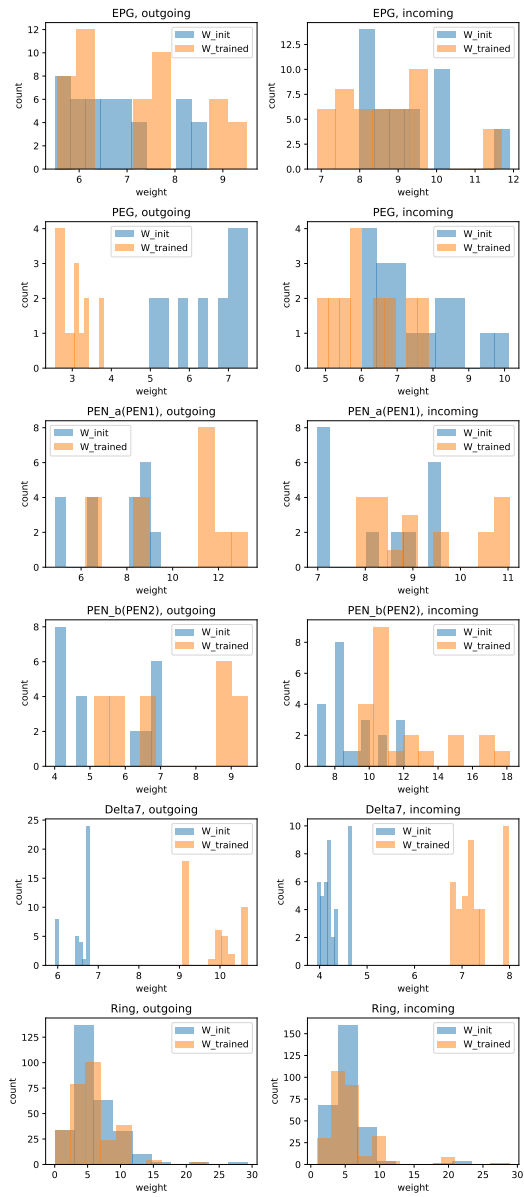 EPG, outgoing
12
10
8
6
4
2
0
count
W_init
W_trained
6
7
8
9
weight
EPG, incoming
12.5
10.0
7.5
5.0
2.5
0.0
count
W_init
W_trained
7
8
9
10
11
12
weight
PEG, outgoing
4
3
2
1
0
count
W_init
W_trained
3
4
5
6
7
weight
PEG, incoming
4
3
2
1
0
count
W_init
W_trained
5
6
7
8
9
10
weight
PEN_a(PEN1), outgoing
8
6
4
2
0
count
W_init
W_trained
6
8
10
12
weight
PEN_a(PEN1), incoming
8
6
4
2
0
count
W_init
W_trained
7
8
9
10
11
weight
PEN_b(PEN2), outgoing
8
6
4
2
0
count
W_init
W_trained
4
5
6
7
8
9
weight
PEN_b(PEN2), incoming
8
6
4
2
0
count
W_init
W_trained
8
10
12
14
16
18
weight
Delta7, outgoing
25
20
15
10
5
0
count
W_init
W_trained
6
7
8
9
10
weight
Delta7, incoming
10
8
6
4
2
0
count
W_init
W_trained
4
5
6
7
8
weight
Ring, outgoing
125
100
75
50
25
0
count
W_init
W_trained
0
5
10
15
20
25
30
weight
Ring, incoming
150
125
100
75
50
25
0
count
W_init
W_trained
0
5
10
15
20
25
30
weight